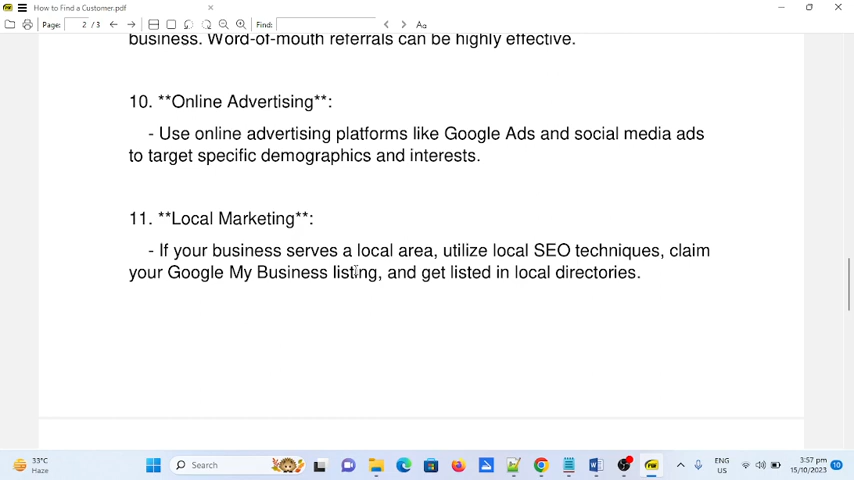 How to Find a Customer.pdf
Page: 2 / 3 Find: Aa
business. Word-of-mouth referrals can be highly effective.
10. **Online Advertising**:
- Use online advertising platforms like Google Ads and social media ads
to target specific demographics and interests.
11. **Local Marketing**:
- If your business serves a local area, utilize local SEO techniques, claim
your Google My Business listing, and get listed in local directories.
33°C
Haze
Search
ENG
US
3:57 pm
15/10/2023
10